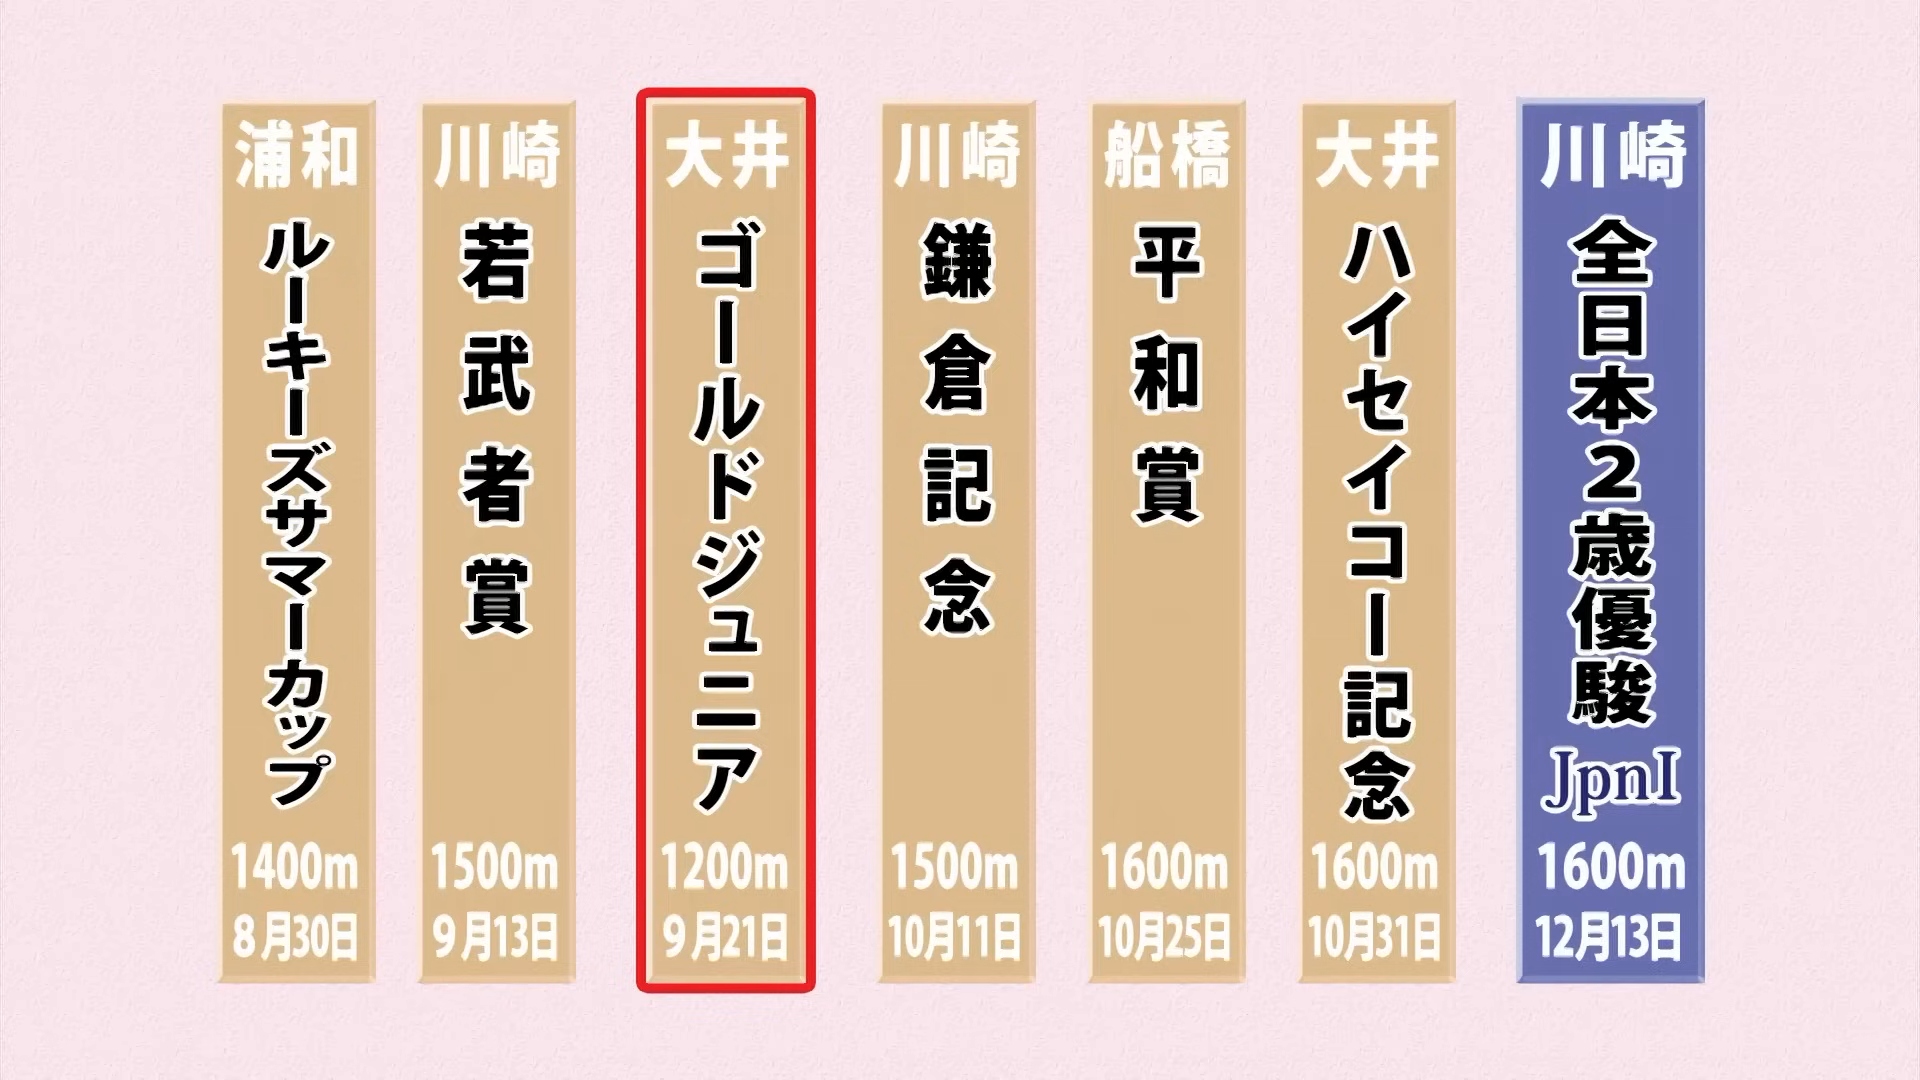 浦和
ルーキーズサマーカップ
1400m
8月30日
川崎
若武者賞
1500m
9月13日
大井
ゴールドジュニア
1200m
9月21日
川崎
鎌倉記念
1500m
10月11日
船橋
平和賞
1600m
10月25日
大井
ハイセイコー記念
1600m
10月31日
川崎
全日本2歳優駿
JpnI
1600m
12月13日